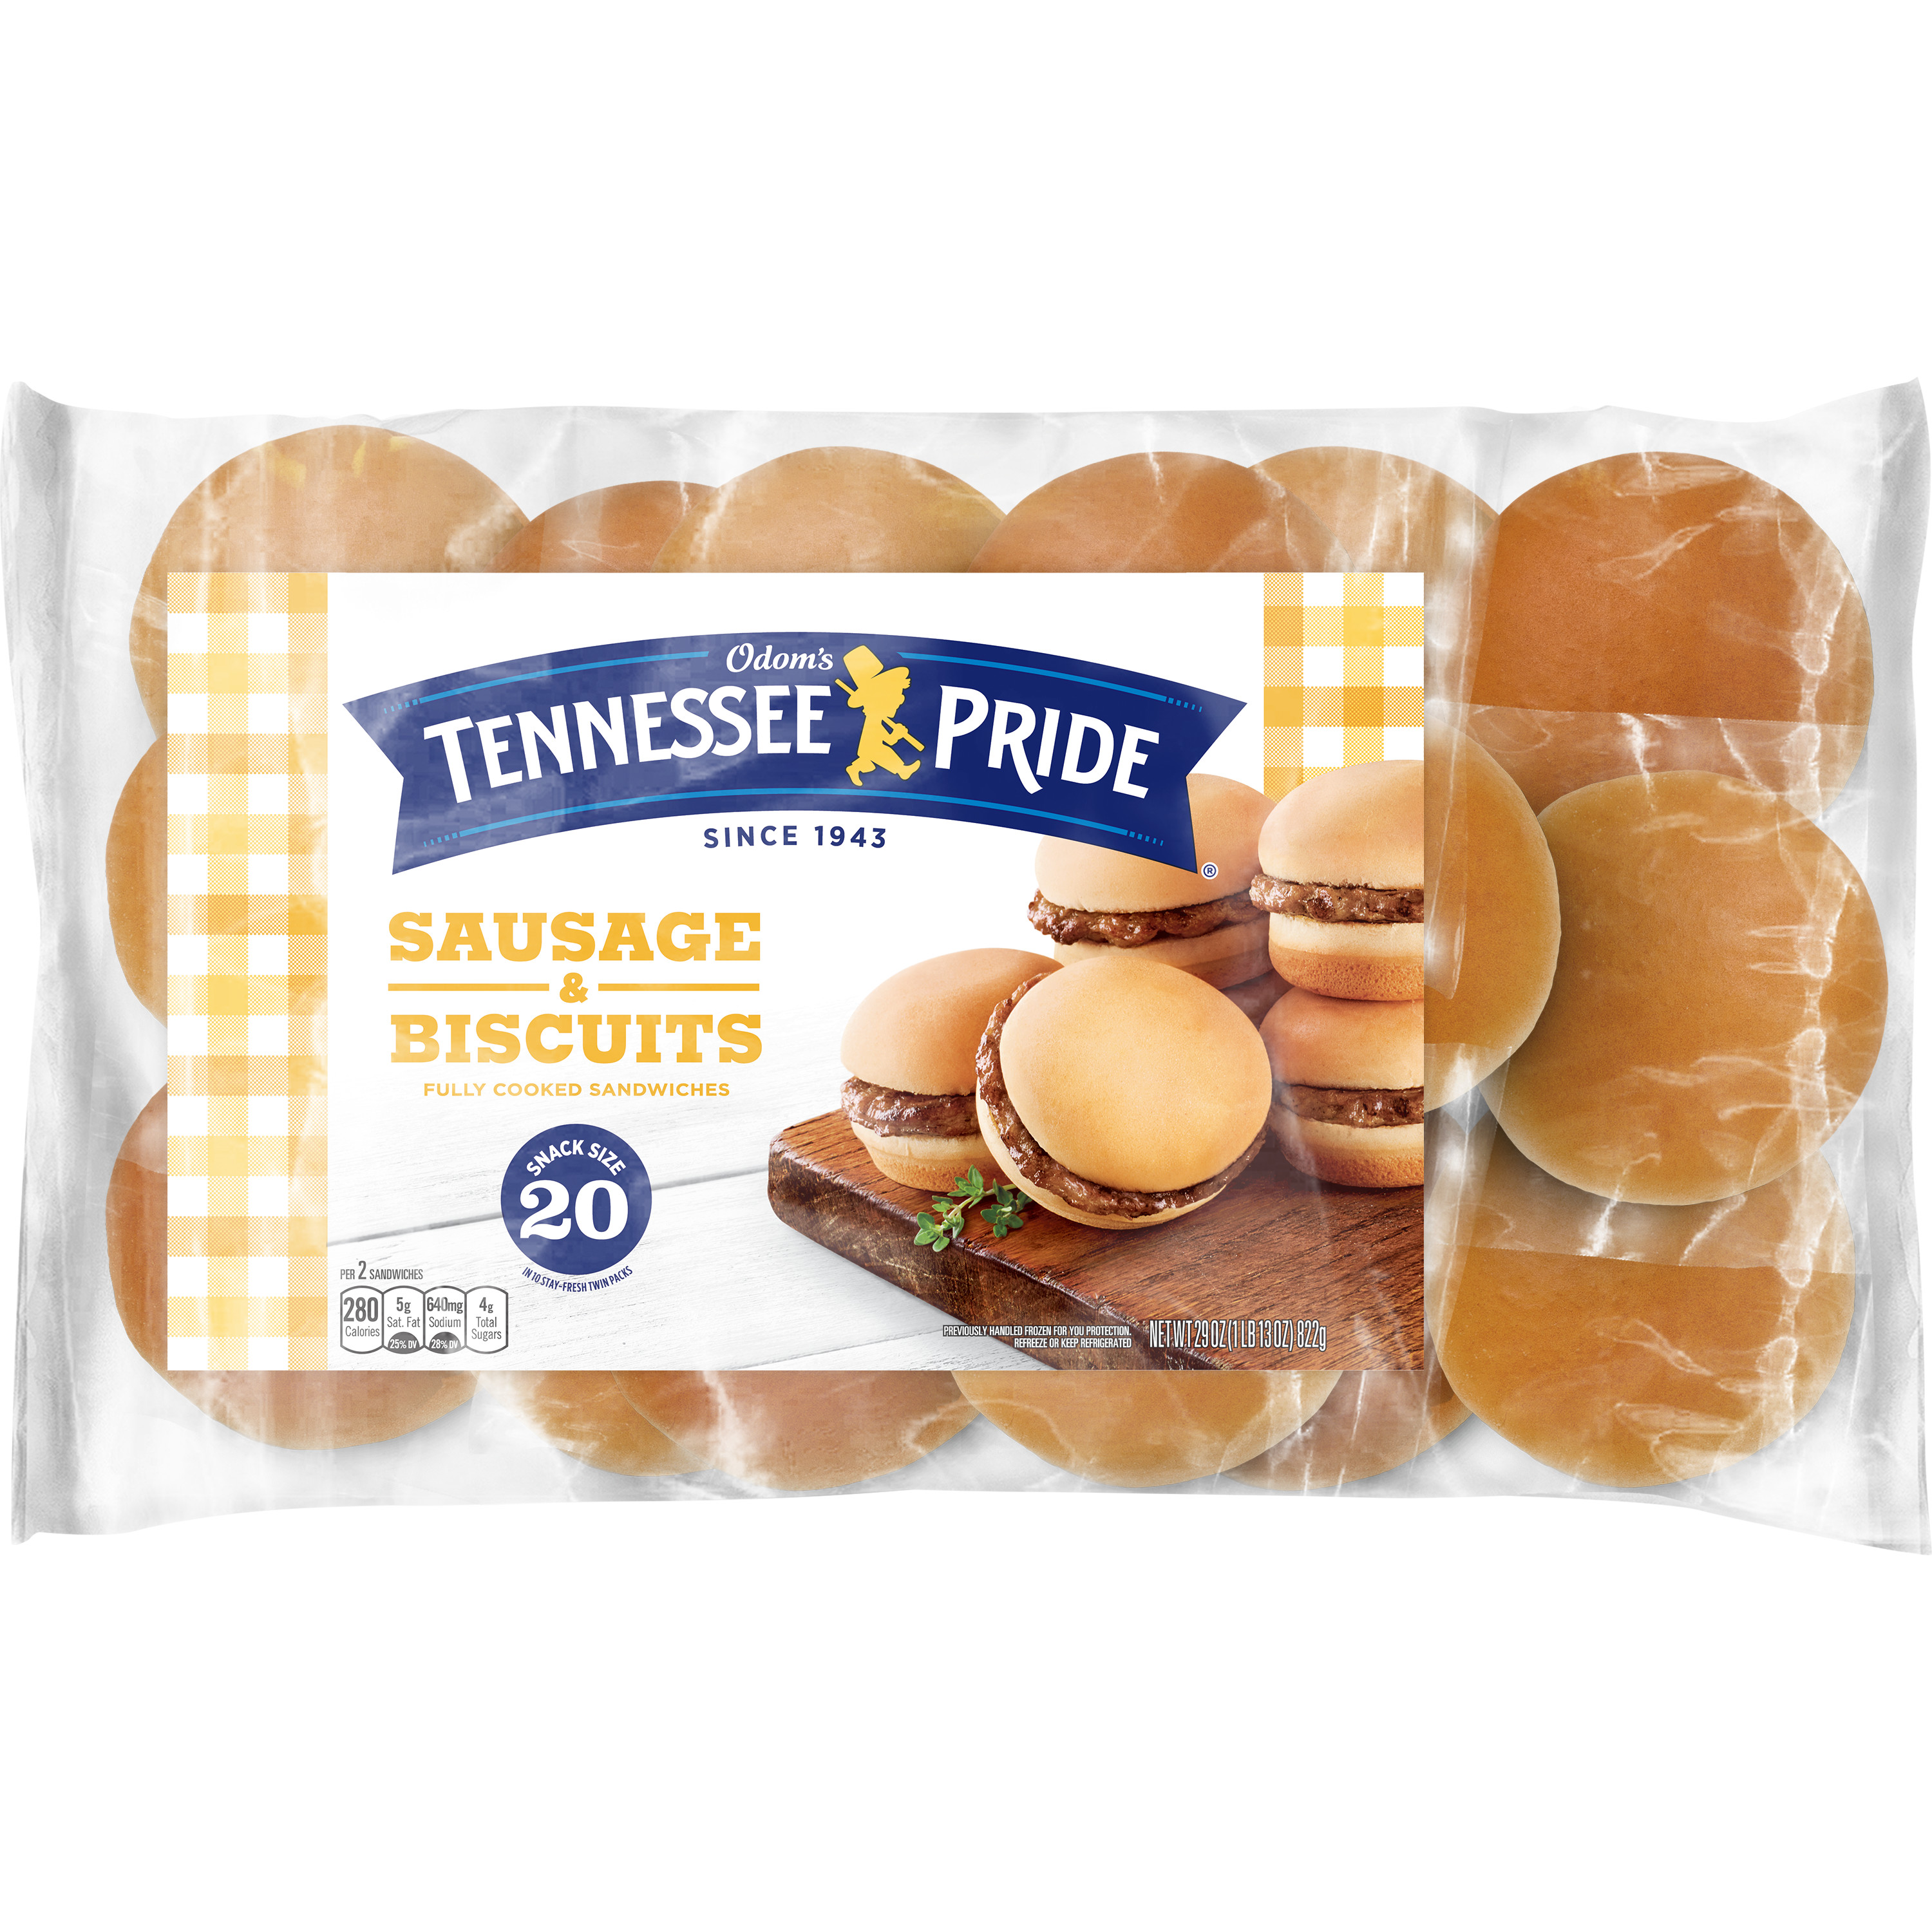 Odom's
TENNESSEE PRIDE
SINCE 1943
®
SAUSAGE
&
BISCUITS
FULLY COOKED SANDWICHES
SNACK SIZE
20
IN 10 STAY-FRESH TWIN PACKS
PER 2 SANDWICHES
280 5g 640mg 4g
Calories Sat. Fat Sodium Total
Sugars
25% DV 28% DV
PREVIOUSLY HANDLED FROZEN FOR YOU PROTECTION.
REFREEZE OR KEEP REFRIGERATED
NET WT 29 OZ (1 LB 13 OZ) 822g